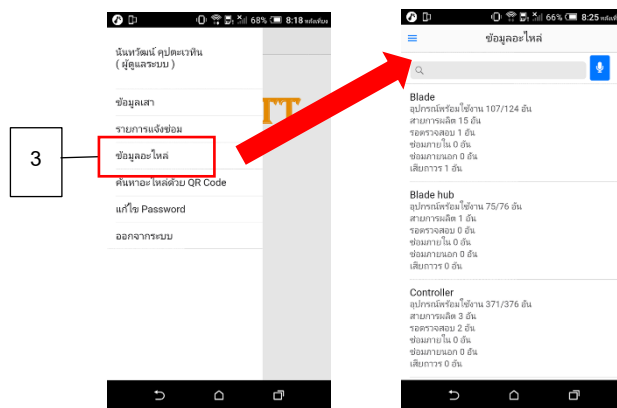 68% 8:18 หลังเที่ยง
นันทวัฒน์ คุปตะเวทิน
( ผู้ดูแลระบบ )
ข้อมูลเสา
รายการแจ้งซ่อม
ข้อมูลอะไหล่
ค้นหาอะไหล่ด้วย QR Code
แก้ไข Password
ออกจากระบบ
3
66% 8:25 หลังเที่ยง
ข้อมูลอะไหล่
Blade
อุปกรณ์พร้อมใช้งาน 107/124 อัน
สายการผลิต 15 อัน
รอตรวจสอบ 1 อัน
ซ่อมภายใน 0 อัน
ซ่อมภายนอก 0 อัน
เสียถาวร 1 อัน
Blade hub
อุปกรณ์พร้อมใช้งาน 75/76 อัน
สายการผลิต 1 อัน
รอตรวจสอบ 0 อัน
ซ่อมภายใน 0 อัน
ซ่อมภายนอก 0 อัน
เสียถาวร 0 อัน
Controller
อุปกรณ์พร้อมใช้งาน 371/376 อัน
สายการผลิต 3 อัน
รอตรวจสอบ 2 อัน
ซ่อมภายใน 0 อัน
ซ่อมภายนอก 0 อัน
เสียถาวร 0 อัน